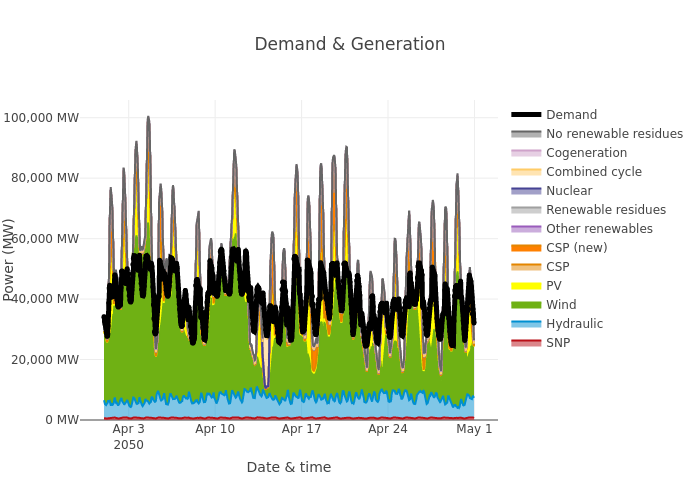 Demand & Generation
100,000 MW
80,000 MW
60,000 MW
40,000 MW
20,000 MW
0 MW
Power (MW)
Apr 3
2050
Apr 10
Apr 17
Apr 24
May 1
Date & time
Demand
No renewable residues
Cogeneration
Combined cycle
Nuclear
Renewable residues
Other renewables
CSP (new)
CSP
PV
Wind
Hydraulic
SNP